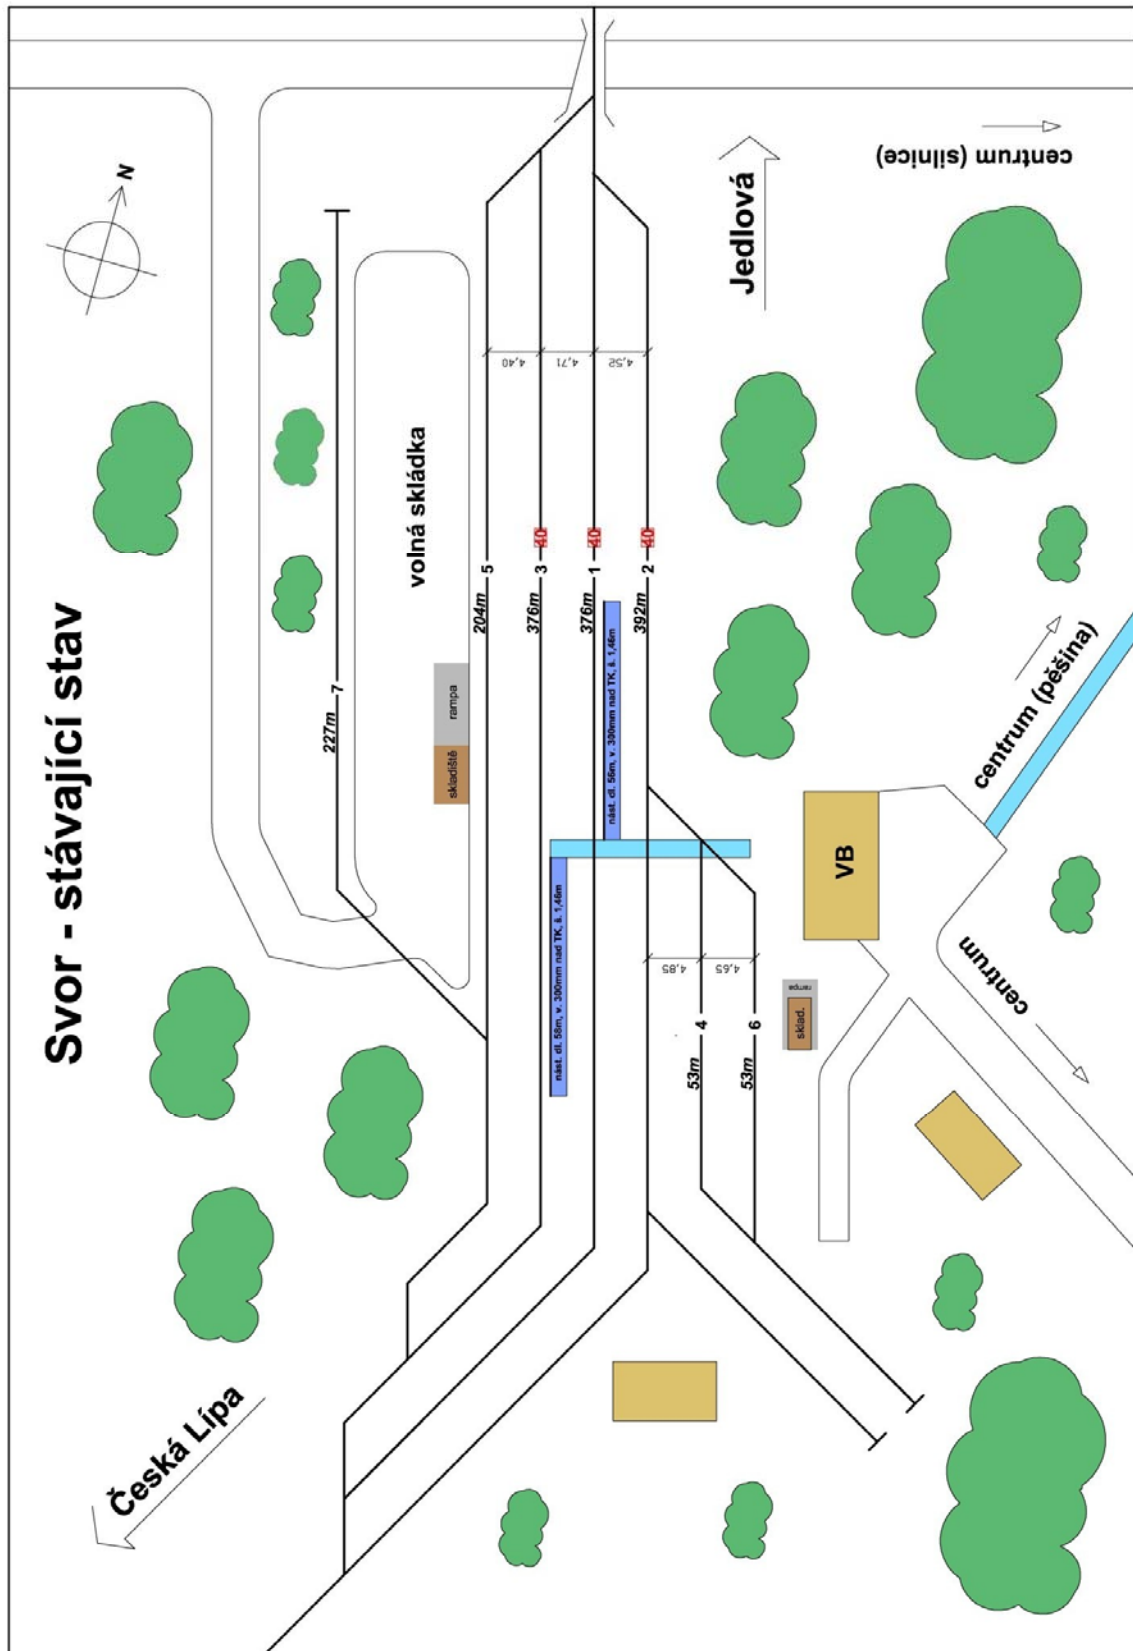 Svor - stávající stav
N
Jedlová
centrum (silnice)
4,40
4,71
4,52
volná skládka
40
40
40
5
204m
3
376m
1
376m
2
392m
7
227m
rampa
skladiště
nást. dl. 56m, v. 300mm nad TK, š. 1,46m
nást. dl. 58m, v. 300mm nad TK, š. 1,46m
VB
centrum (pěšina)
centrum
4,85
4,65
rampa
sklad.
4
53m
6
53m
Česká Lípa